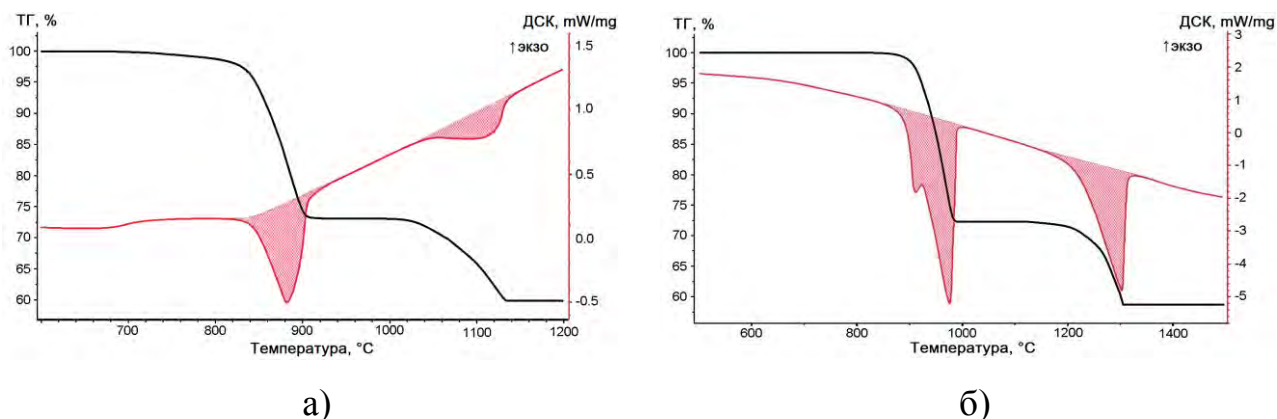 ТГ, %
ДСК, mW/mg
↑экзо
100
95
90
85
80
75
70
65
60
1.5
1.0
0.5
0.0
-0.5
700 800 900 1000 1100 1200
Температура, °C
а)
ТГ, %
ДСК, mW/mg
↑экзо
100
95
90
85
80
75
70
65
60
3
2
1
0
-1
-2
-3
-4
-5
600 800 1000 1200 1400
Температура, °C
б)